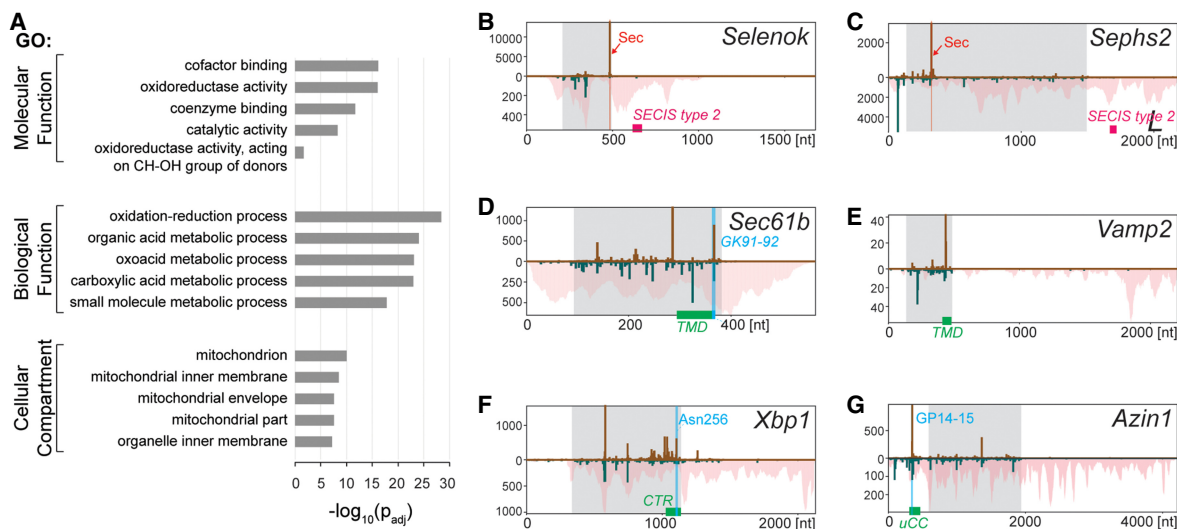 A
GO:
Molecular Function
cofactor binding
oxidoreductase activity
coenzyme binding
catalytic activity
oxidoreductase activity, acting
on CH-OH group of donors
Biological Function
oxidation-reduction process
organic acid metabolic process
oxoacid metabolic process
carboxylic acid metabolic process
small molecule metabolic process
Cellular Compartment
mitochondrion
mitochondrial inner membrane
mitochondrial envelope
mitochondrial part
organelle inner membrane
0 5 10 15 20 25 30
-log10(padj)
B
Selenok
10000
5000
0
200
400
Sec
SECIS type 2
0 500 1000 1500 [nt]
C
Sephs2
2000
0
2000
4000
Sec
SECIS type 2
L
0 1000 2000 [nt]
D
Sec61b
1000
500
0
250
500
GK91-92
TMD
0 200 400 [nt]
E
Vamp2
40
20
0
20
40
TMD
0 1000 2000 [nt]
F
Xbp1
1000
0
500
1000
Asn256
CTR
0 1000 2000 [nt]
G
Azin1
500
0
100
200
GP14-15
uCC
0 2000 4000 [nt]